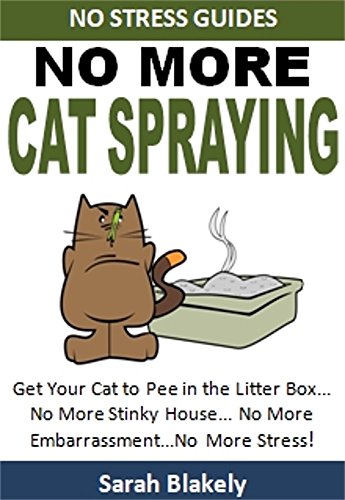 NO STRESS GUIDES
NO MORE
CAT SPRAYING
Get Your Cat to Pee in the Litter Box...
No More Stinky House... No More
Embarrassment...No More Stress!
Sarah Blakely